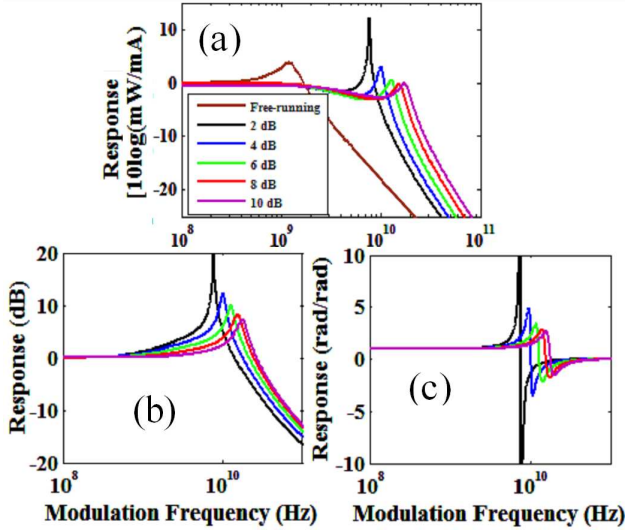 (a)
10
0
-10
-20
Response
[10log(mW/mA)
Free-running
2 dB
4 dB
6 dB
8 dB
10 dB
10^8 10^9 10^10 10^11
20
10
0
-10
-20
Response (dB)
(b)
10^8 10^10
Modulation Frequency (Hz)
10
5
0
-5
-10
Response (rad/rad)
(c)
10^8 10^10
Modulation Frequency (Hz)